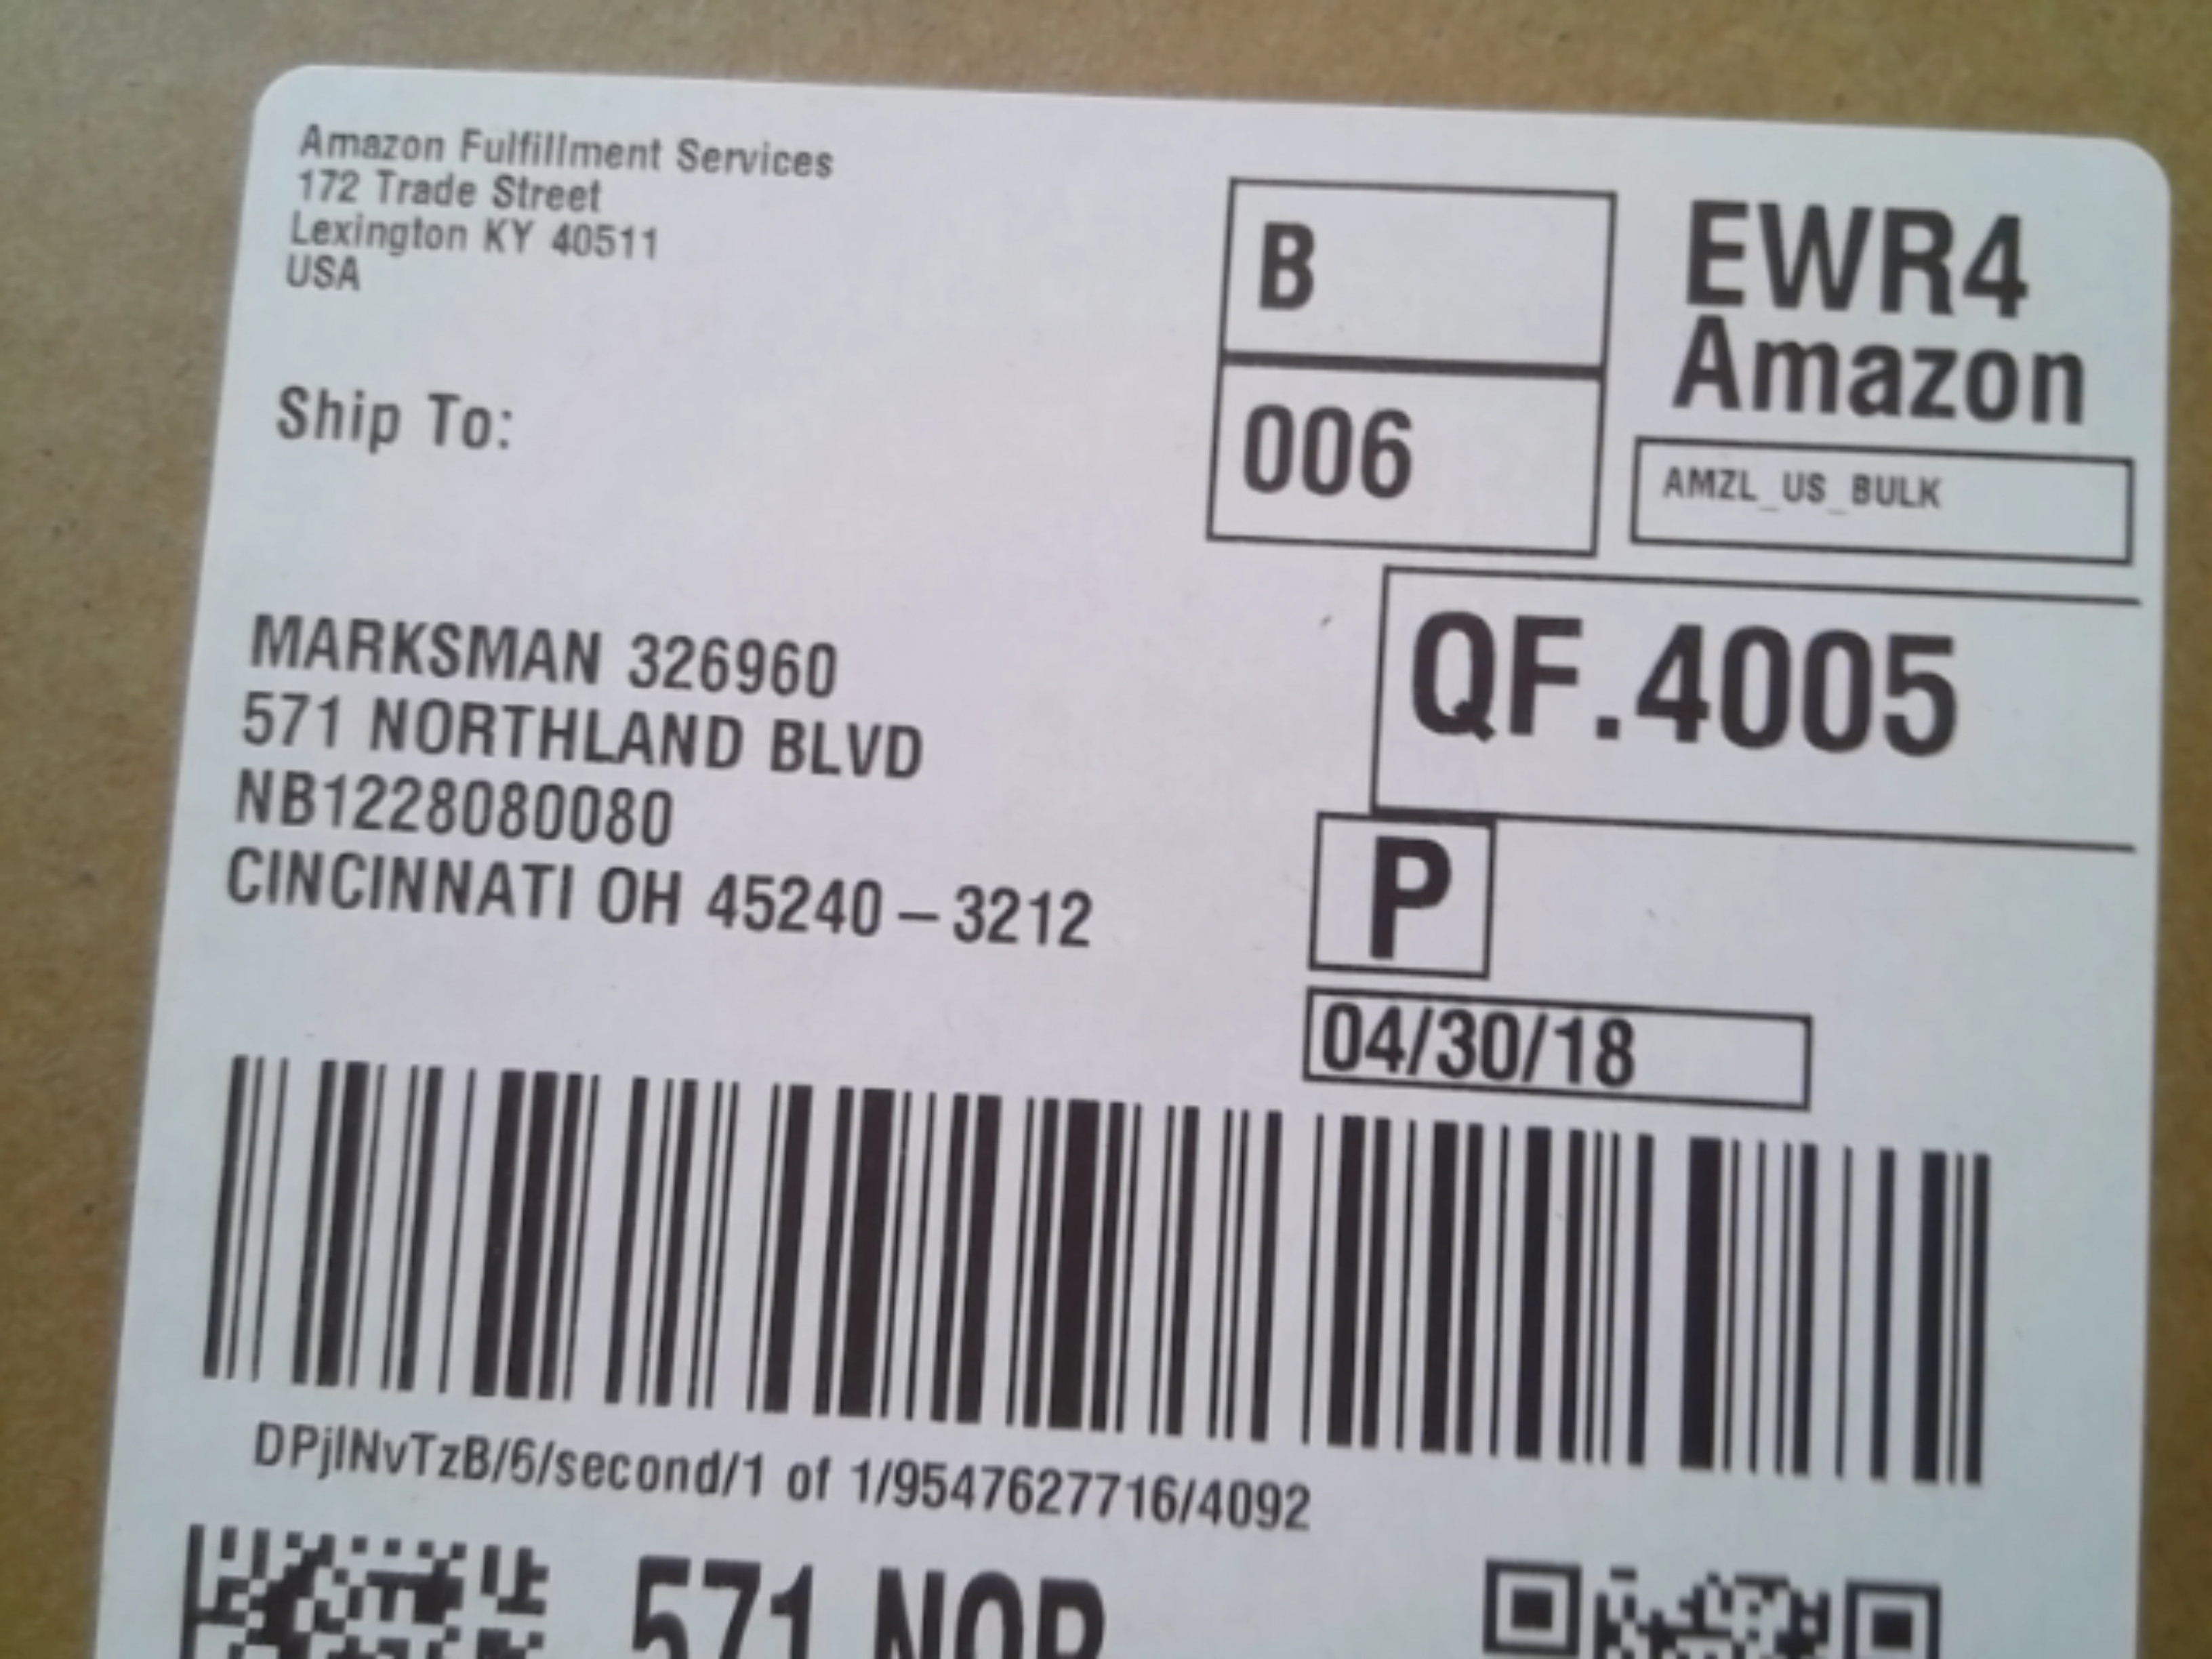 Amazon Fulfillment Services
172 Trade Street
Lexington KY 40511
USA
Ship To:
MARKSMAN 326960
571 NORTHLAND BLVD
NB1228080080
CINCINNATI OH 45240-3212
B
006
EWR4
Amazon
AMZL_US_BULK
QF.4005
P
04/30/18
DPjlNvTzB/6/second/1 of 1/9547627716/4092
571 NOR